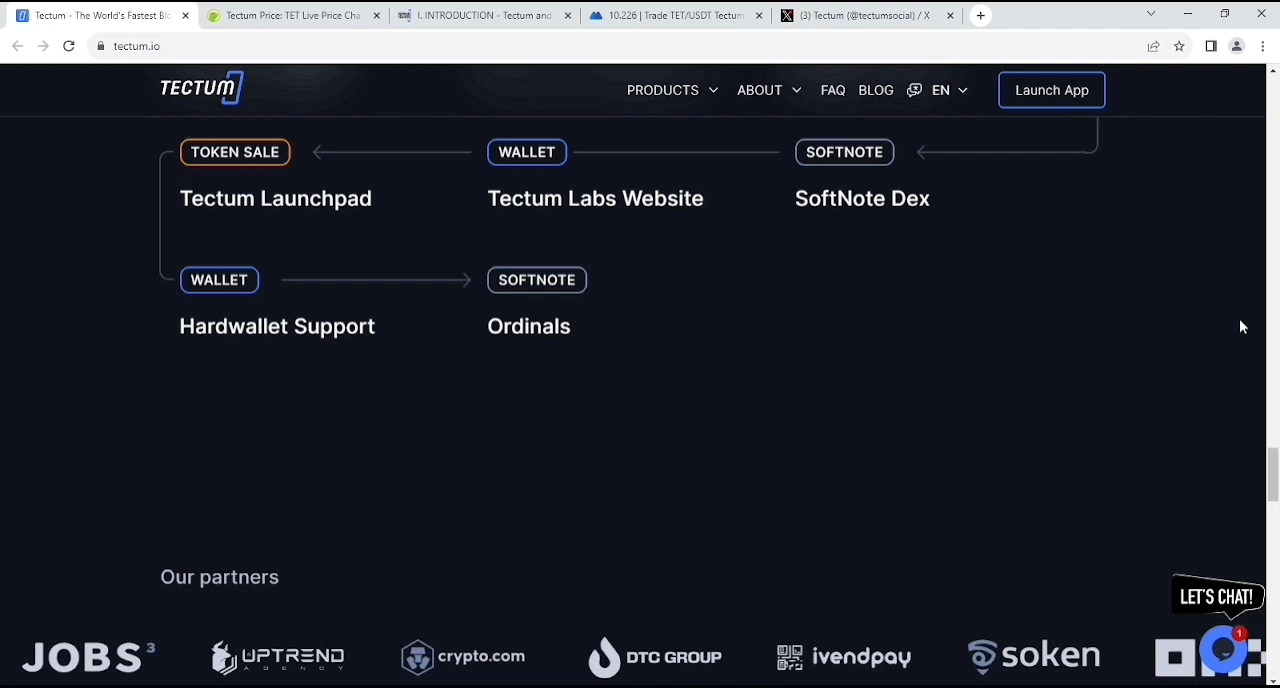 Tectum - The World's Fastest Blo
Tectum Price: TET Live Price Cha
I. INTRODUCTION - Tectum and
10.226 | Trade TET/USDT Tectum
(3) Tectum (@tectumsocial) / X
tectum.io
TECTUM
PRODUCTS
ABOUT
FAQ
BLOG
EN
Launch App
TOKEN SALE
WALLET
SOFTNOTE
Tectum Launchpad
Tectum Labs Website
SoftNote Dex
WALLET
SOFTNOTE
Hardwallet Support
Ordinals
Our partners
LET'S CHAT!
1
JOBS³
UPTREND
AGENCY
crypto.com
DTC GROUP
ivendpay
soken